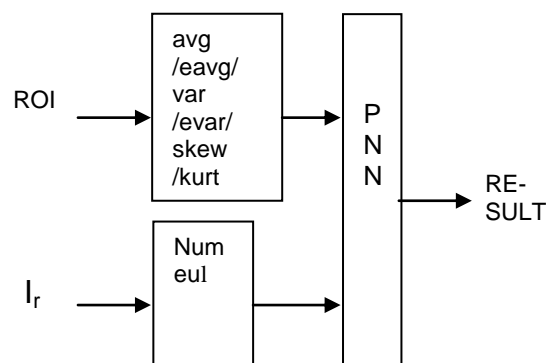 ROI
avg
/eavg/
var
/evar/
skew
/kurt
P
N
N
RE-
SULT
I_r
Num
eul